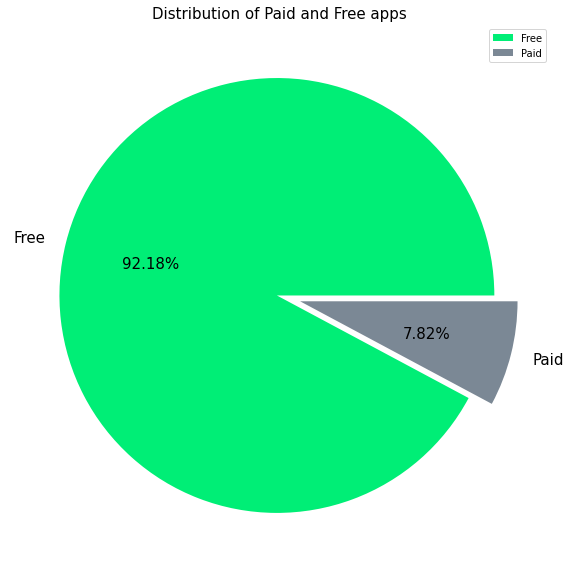 Distribution of Paid and Free apps
Free
Paid
Free
92.18%
7.82%
Paid